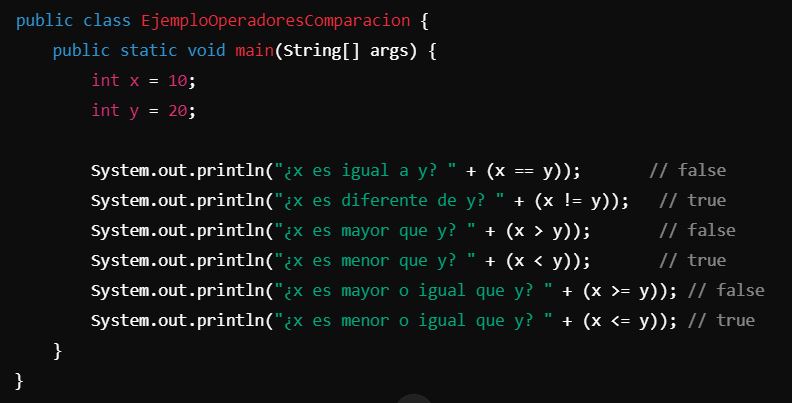 public class EjemploOperadoresComparacion {
    public static void main(String[] args) {
        int x = 10;
        int y = 20;

        System.out.println("¿x es igual a y? " + (x == y));       // false
        System.out.println("¿x es diferente de y? " + (x != y));   // true
        System.out.println("¿x es mayor que y? " + (x > y));       // false
        System.out.println("¿x es menor que y? " + (x < y));       // true
        System.out.println("¿x es mayor o igual que y? " + (x >= y)); // false
        System.out.println("¿x es menor o igual que y? " + (x <= y)); // true
    }
}